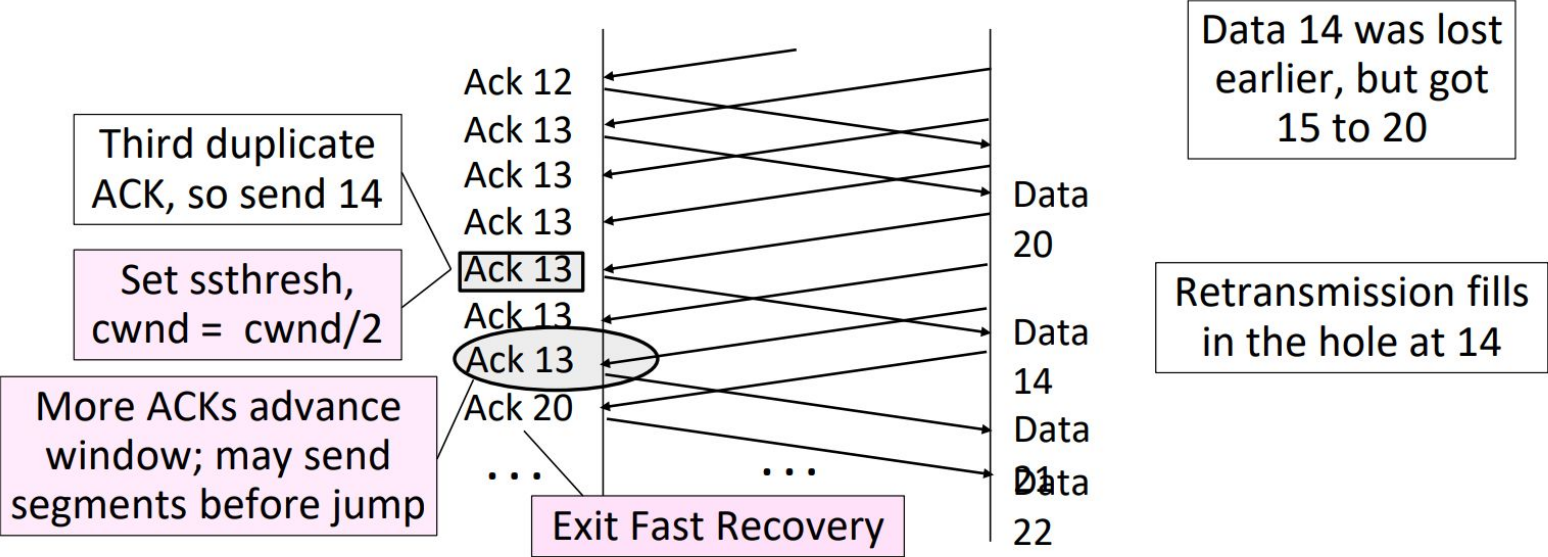 Data 14 was lost
earlier, but got
15 to 20
Third duplicate
ACK, so send 14
Set ssthresh,
cwnd = cwnd/2
More ACKs advance
window; may send
segments before jump
Ack 12
Ack 13
Ack 13
Ack 13
Ack 13
Ack 13
Ack 13
Ack 20
. . .
. . .
Exit Fast Recovery
Data
20
Data
14
Data
21
Data
22
Retransmission fills
in the hole at 14